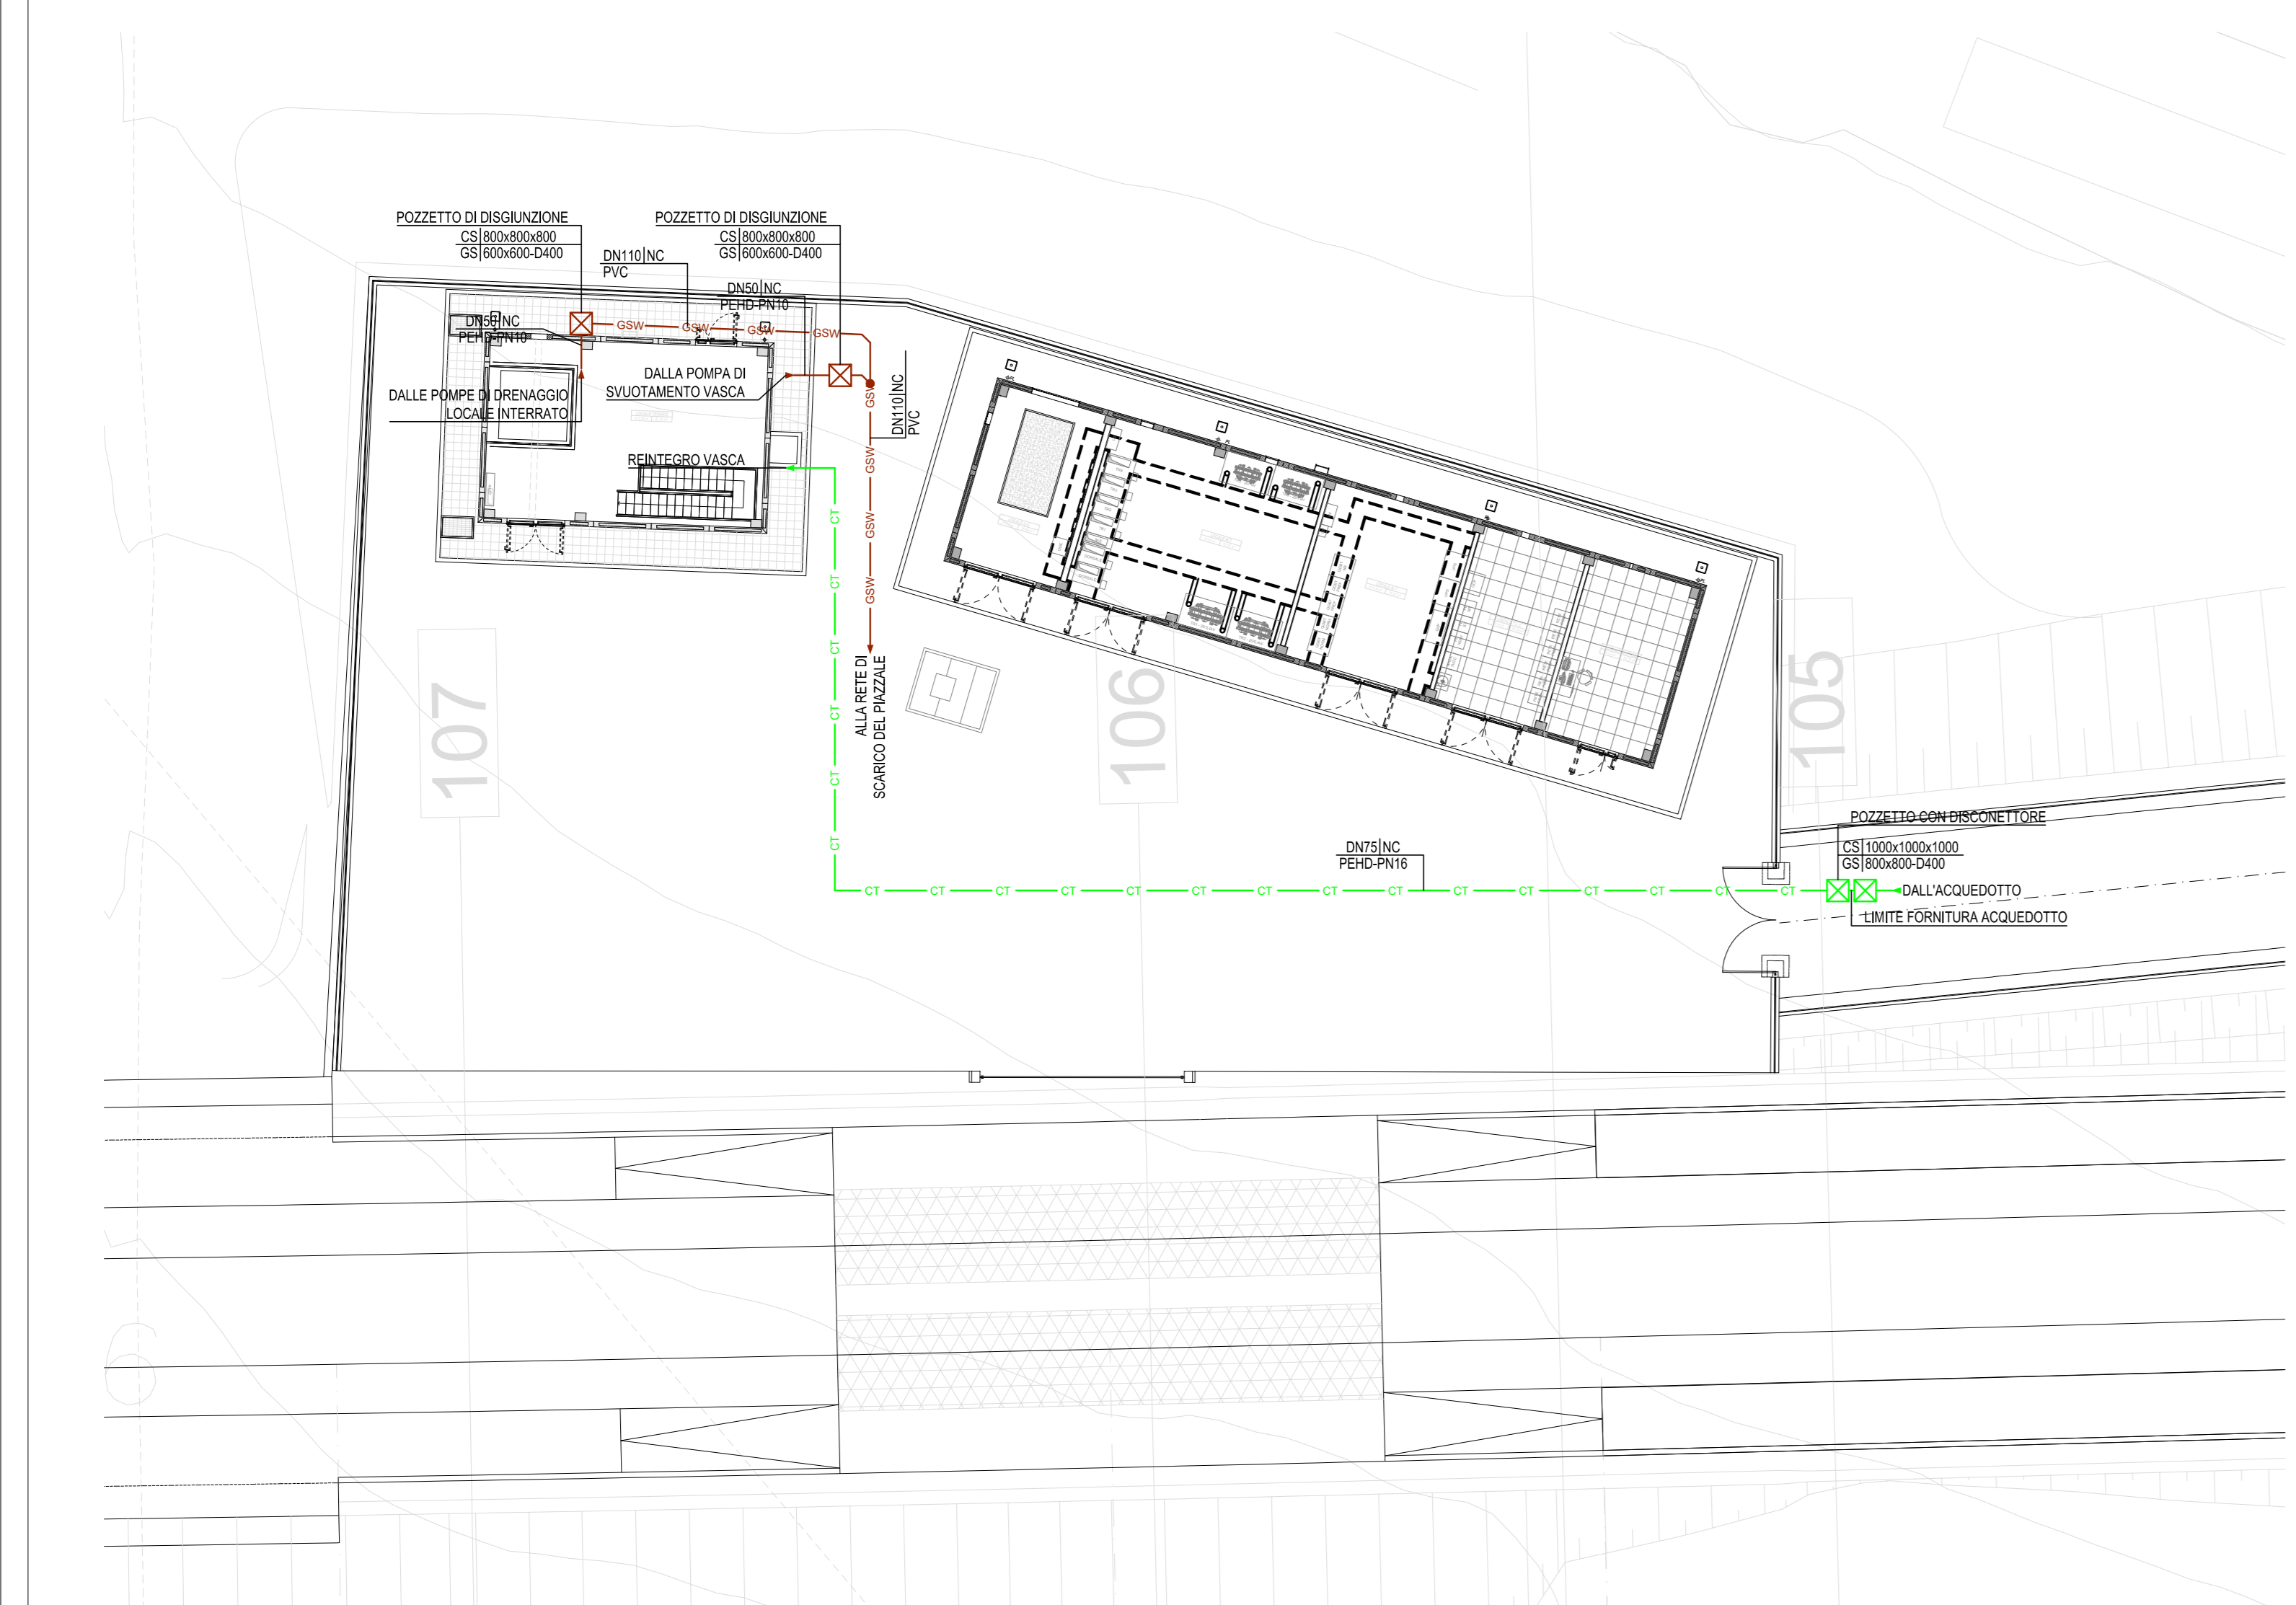 POZZETTO DI DISGIUNZIONE
CS|800x800x800
GS|600x600-D400
POZZETTO DI DISGIUNZIONE
CS|800x800x800
GS|600x600-D400
DN110|NC
PVC
DN50|NC
PEHD-PN10
DN50|NC
PEHD-PN10
GSW GSW GSW GSW
DALLA POMPA DI
SVUOTAMENTO VASCA
DALLE POMPE DI DRENAGGIO
LOCALE INTERRATO
REINTEGRO VASCA
DN110|NC
PVC
GSW
GSW
GSW
GSW
ALLA RETE DI
SCARICO DEL PIAZZALE
CT
CT
CT
CT
CT
CT
107
106
105
DN75|NC
PEHD-PN16
CT CT CT CT CT CT CT CT CT CT CT CT CT CT CT
POZZETTO CON DISCONETTORE
CS|1000x1000x1000
GS|800x800-D400
DALL'ACQUEDOTTO
LIMITE FORNITURA ACQUEDOTTO